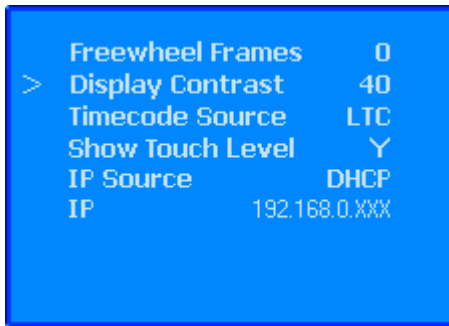 Freewheel Frames 0
> Display Contrast 40
Timecode Source LTC
Show Touch Level Y
IP Source DHCP
IP 192.168.0.XXX